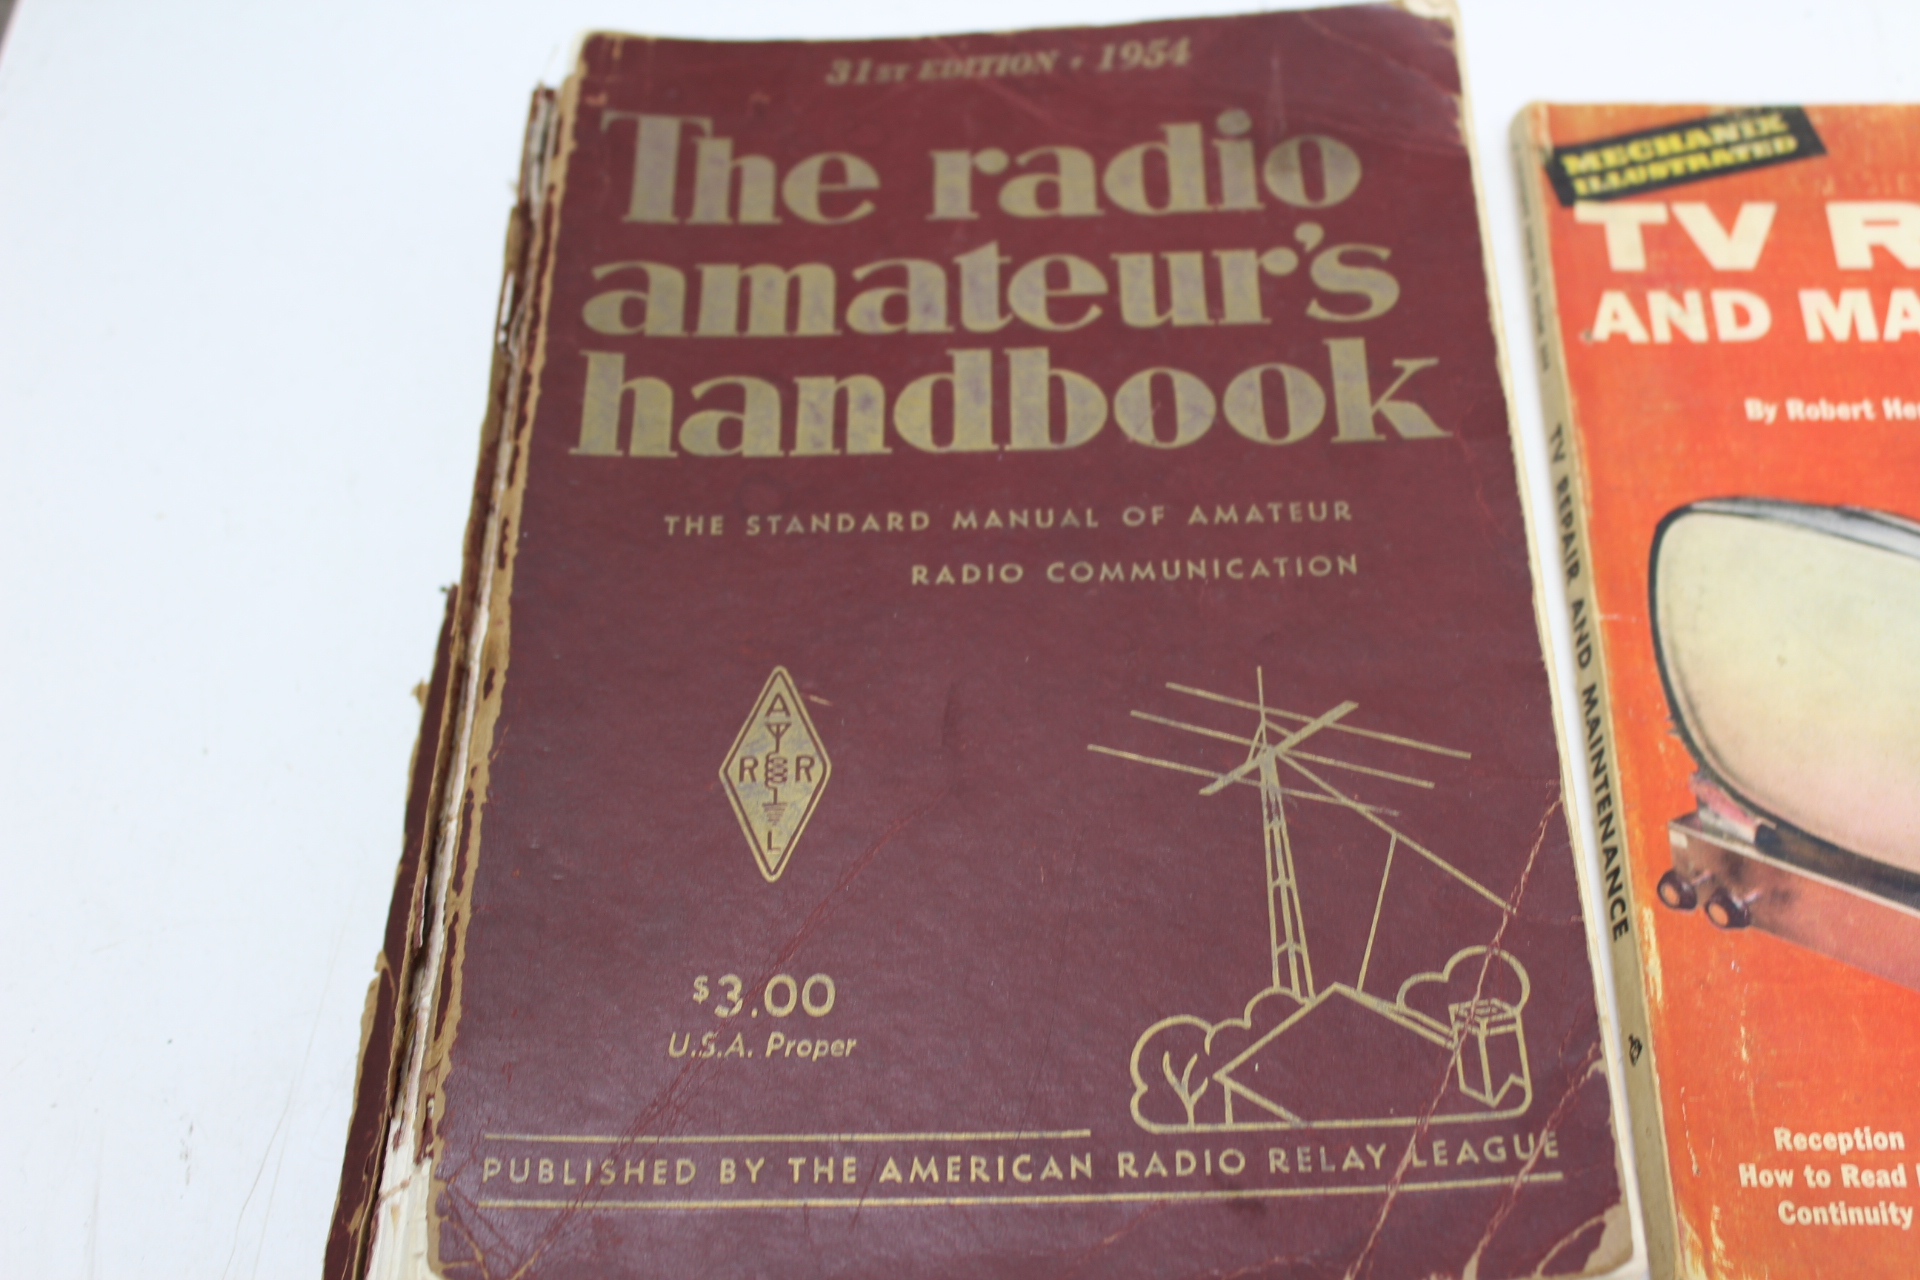 31ST EDITION • 1954
The radio
amateur's
handbook
THE STANDARD MANUAL OF AMATEUR
RADIO COMMUNICATION
A
R R
L
$3.00
U.S.A. Proper
PUBLISHED BY THE AMERICAN RADIO RELAY LEAGUE
MECHANIX
ILLUSTRATED
TV R
AND MA
By Robert He
TV REPAIR AND MAINTENANCE
Reception
How to Read
Continuity